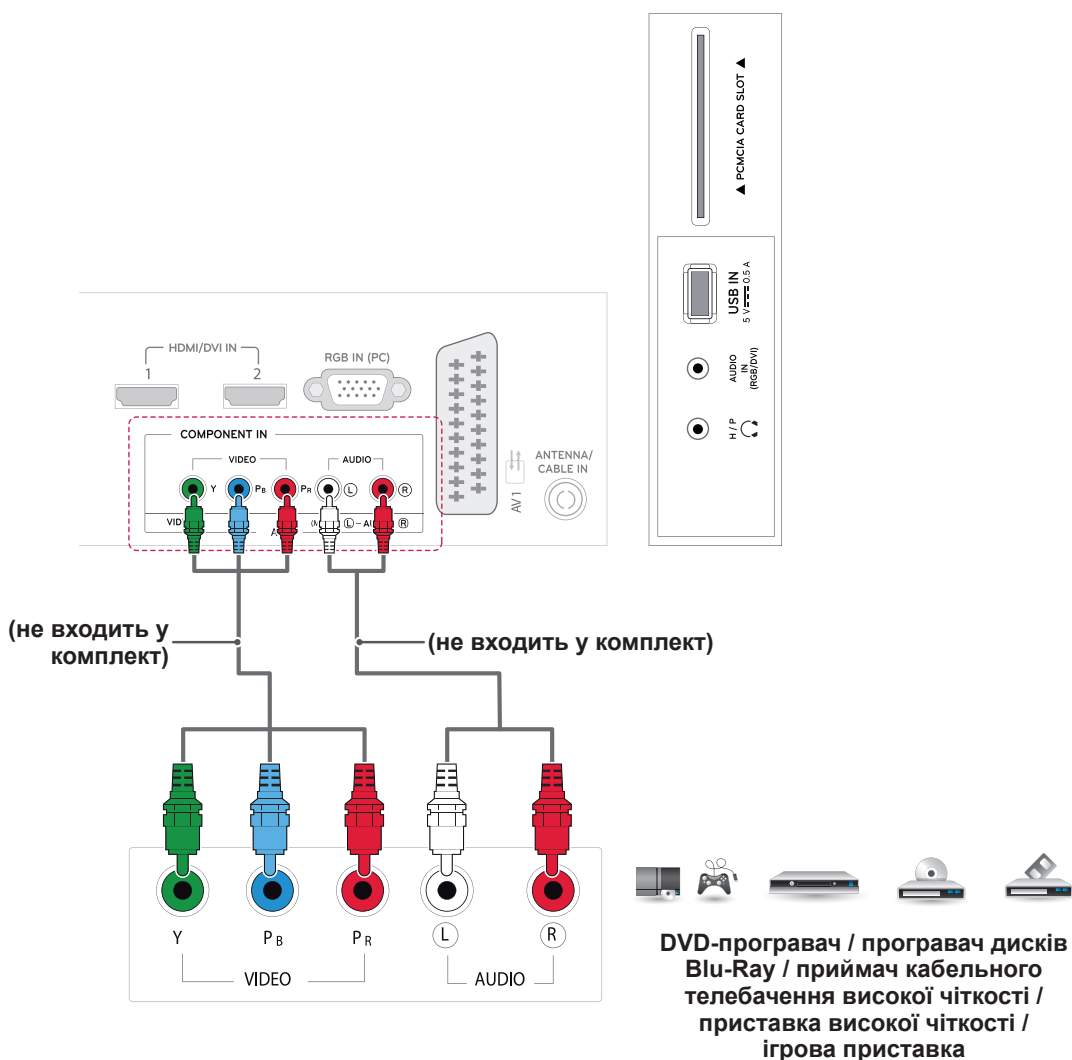 ▲ PCMCIA CARD SLOT ▲
USB IN
5 V 0.5 A
AUDIO
IN
(RGB/DVI)
H / P
HDMI/DVI IN
1 2
RGB IN (PC)
COMPONENT IN
VIDEO AUDIO
Y PB PR L R
L R
AV1
ANTENNA/
CABLE IN
(не входить у
комплект)
(не входить у комплект)
Y PB PR L R
VIDEO AUDIO
DVD-програвач / програвач дисків
Blu-Ray / приймач кабельного
телебачення високої чіткості /
приставка високої чіткості /
ігрова приставка